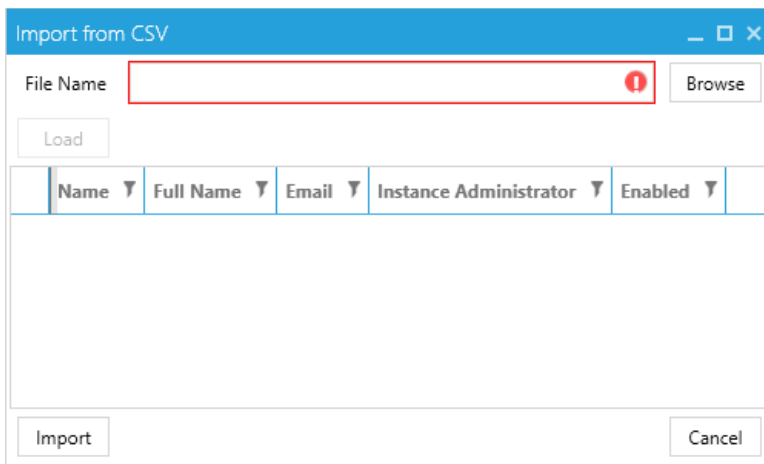 Import from CSV
File Name Browse
Load
Name Full Name Email Instance Administrator Enabled
Import Cancel